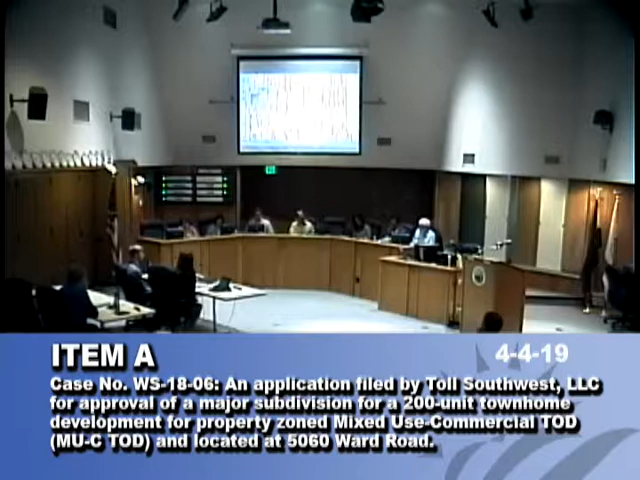 ITEM A
4-4-19
Case No. WS-18-06: An application filed by Toll Southwest, LLC
for approval of a major subdivision for a 200-unit townhome
development for property zoned Mixed Use-Commercial TOD
(MU-C TOD) and located at 5060 Ward Road.